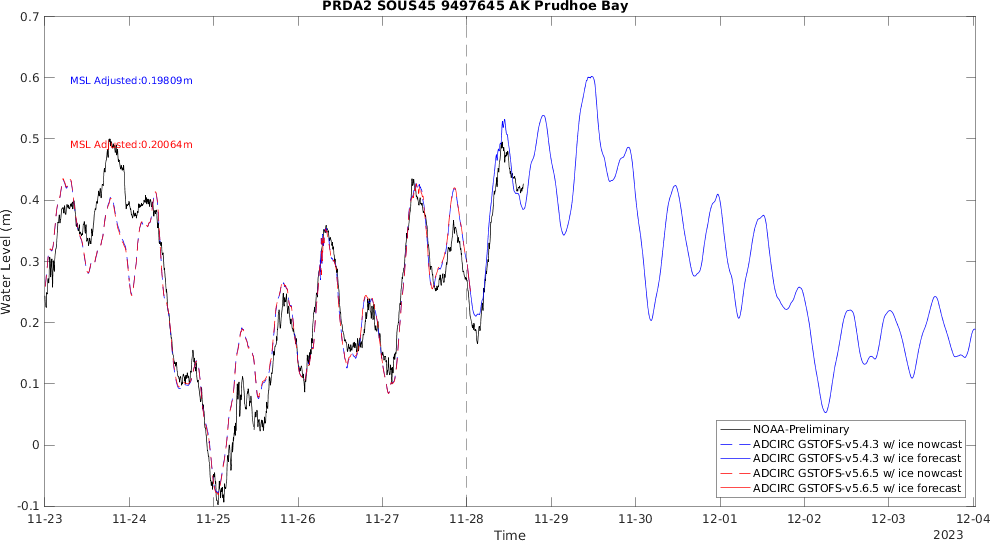 PRDA2 SOUS45 9497645 AK Prudhoe Bay
0.7
0.6
0.5
0.4
0.3
0.2
0.1
0
-0.1
Water Level (m)
MSL Adjusted:0.19809m
MSL Adjusted:0.20064m
NOAA-Preliminary
ADCIRC GSTOFS-v5.4.3 w/ ice nowcast
ADCIRC GSTOFS-v5.4.3 w/ ice forecast
ADCIRC GSTOFS-v5.6.5 w/ ice nowcast
ADCIRC GSTOFS-v5.6.5 w/ ice forecast
11-23 11-24 11-25 11-26 11-27 11-28 11-29 11-30 12-01 12-02 12-03 12-04
Time
2023